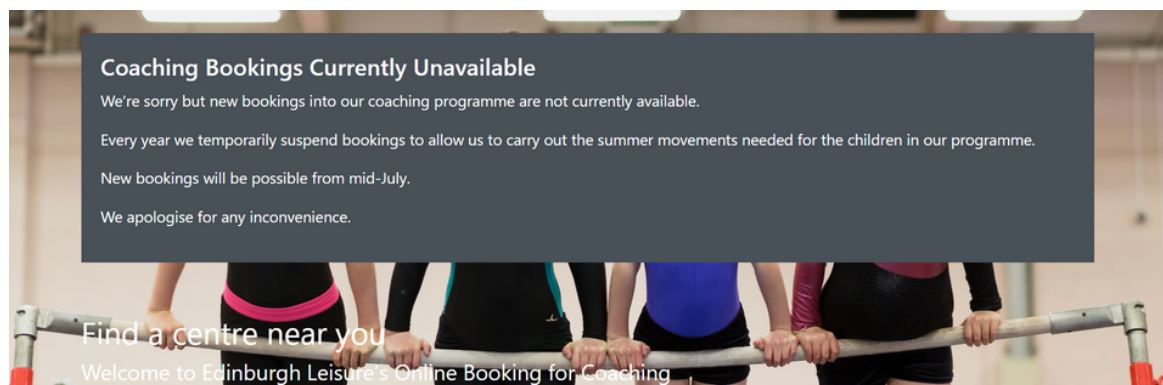 Coaching Bookings Currently Unavailable
We're sorry but new bookings into our coaching programme are not currently available.
Every year we temporarily suspend bookings to allow us to carry out the summer movements needed for the children in our programme.
New bookings will be possible from mid-July.
We apologise for any inconvenience.
Find a centre near you
Welcome to Edinburgh Leisure's Online Booking for Coaching